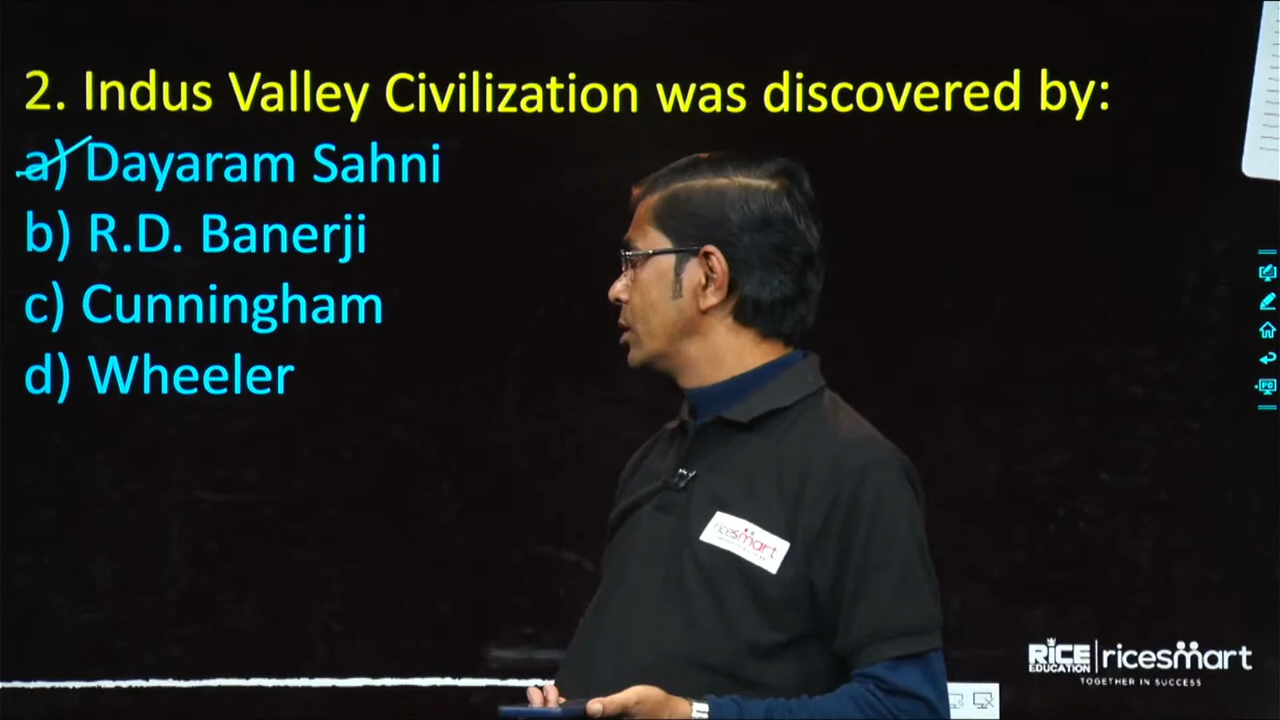 2. Indus Valley Civilization was discovered by:
a) Dayaram Sahni
b) R.D. Banerji
c) Cunningham
d) Wheeler
ricesmart
RICE EDUCATION | ricesmart
TOGETHER IN SUCCESS